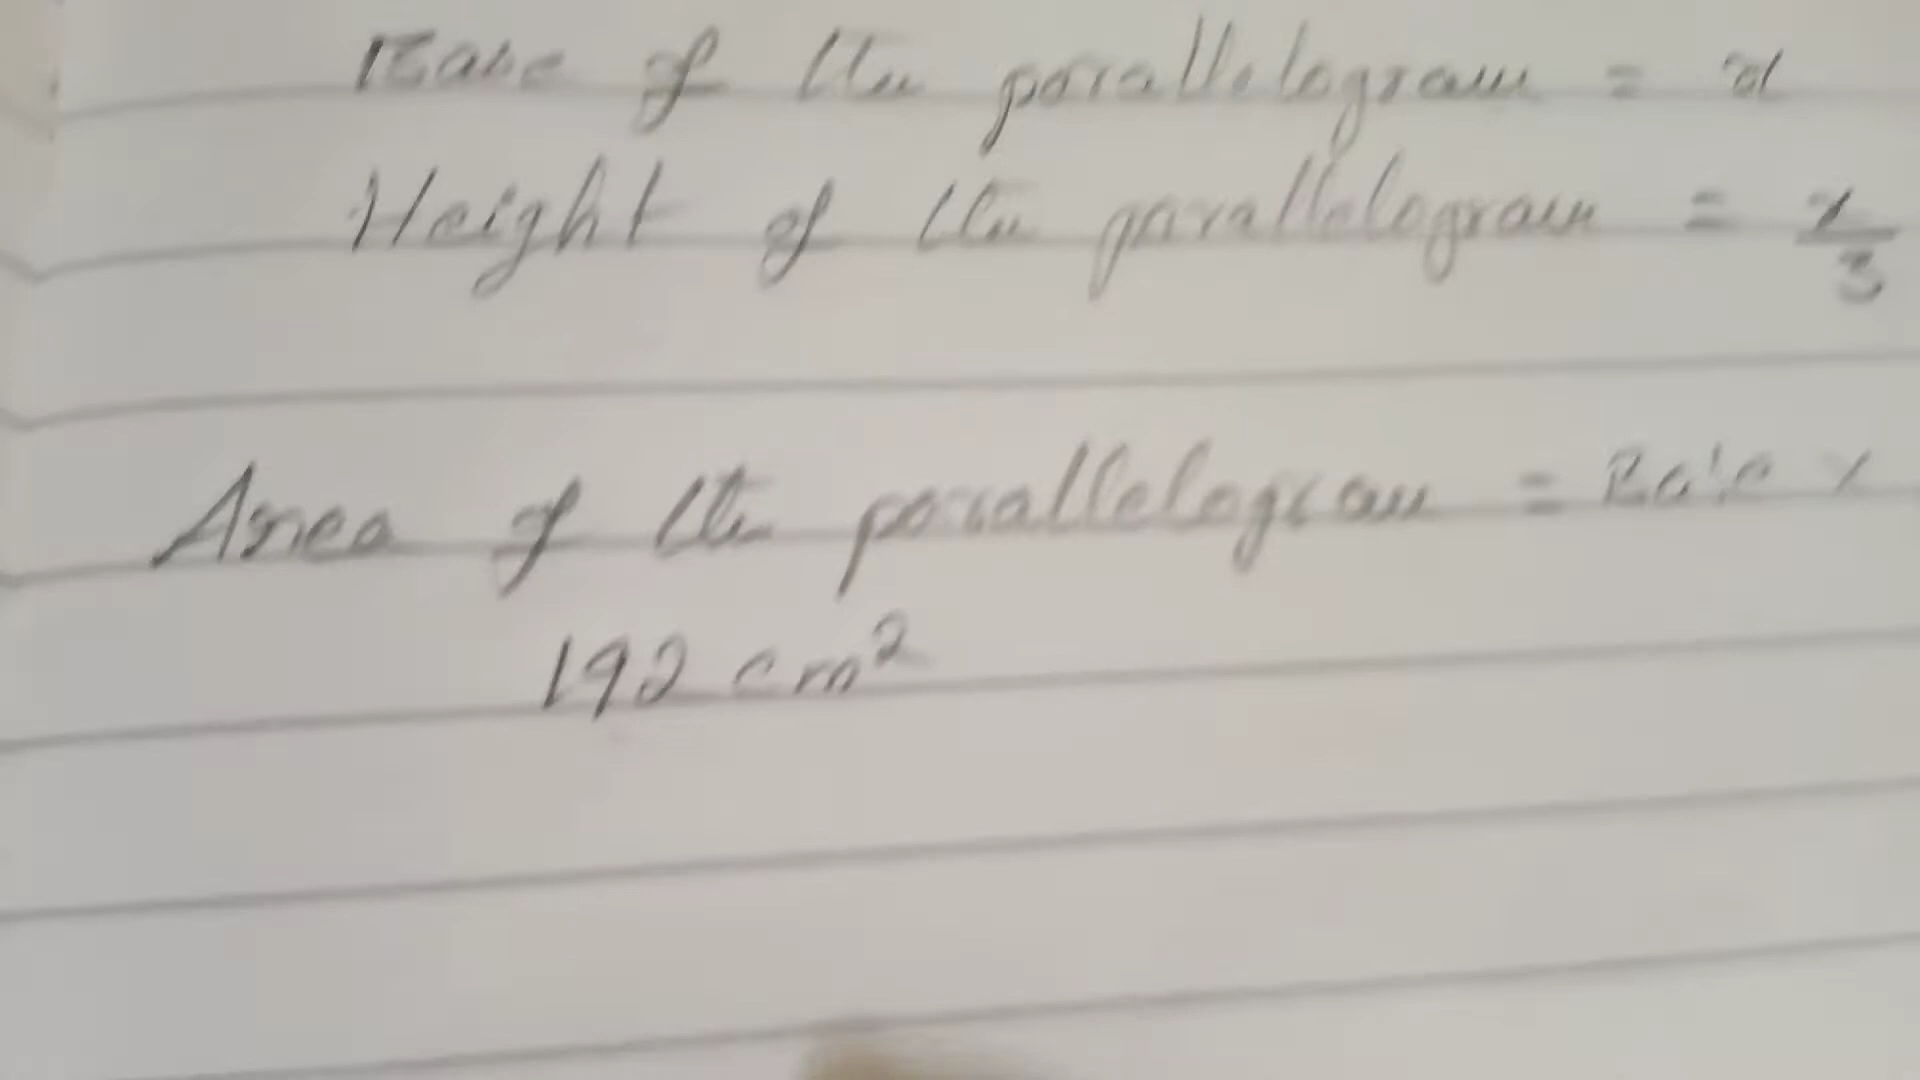 Base of the parallelogram = x
Height of the parallelogram = x/3
Area of the parallelogram = Base x
192 cm²